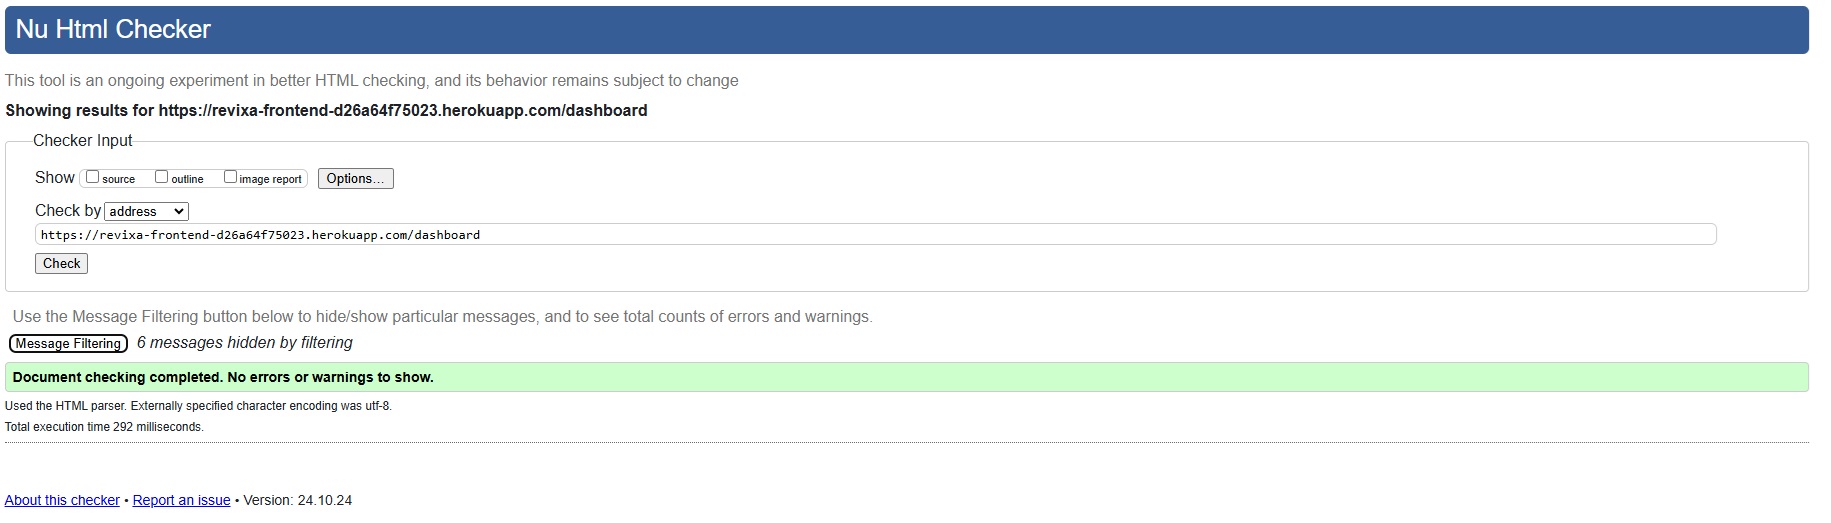 Nu Html Checker
This tool is an ongoing experiment in better HTML checking, and its behavior remains subject to change
Showing results for https://revixa-frontend-d26a64f75023.herokuapp.com/dashboard
Checker Input
Show source outline image report Options...
Check by address
https://revixa-frontend-d26a64f75023.herokuapp.com/dashboard
Check
Use the Message Filtering button below to hide/show particular messages, and to see total counts of errors and warnings.
Message Filtering 6 messages hidden by filtering
Document checking completed. No errors or warnings to show.
Used the HTML parser. Externally specified character encoding was utf-8.
Total execution time 292 milliseconds.
About this checker • Report an issue • Version: 24.10.24